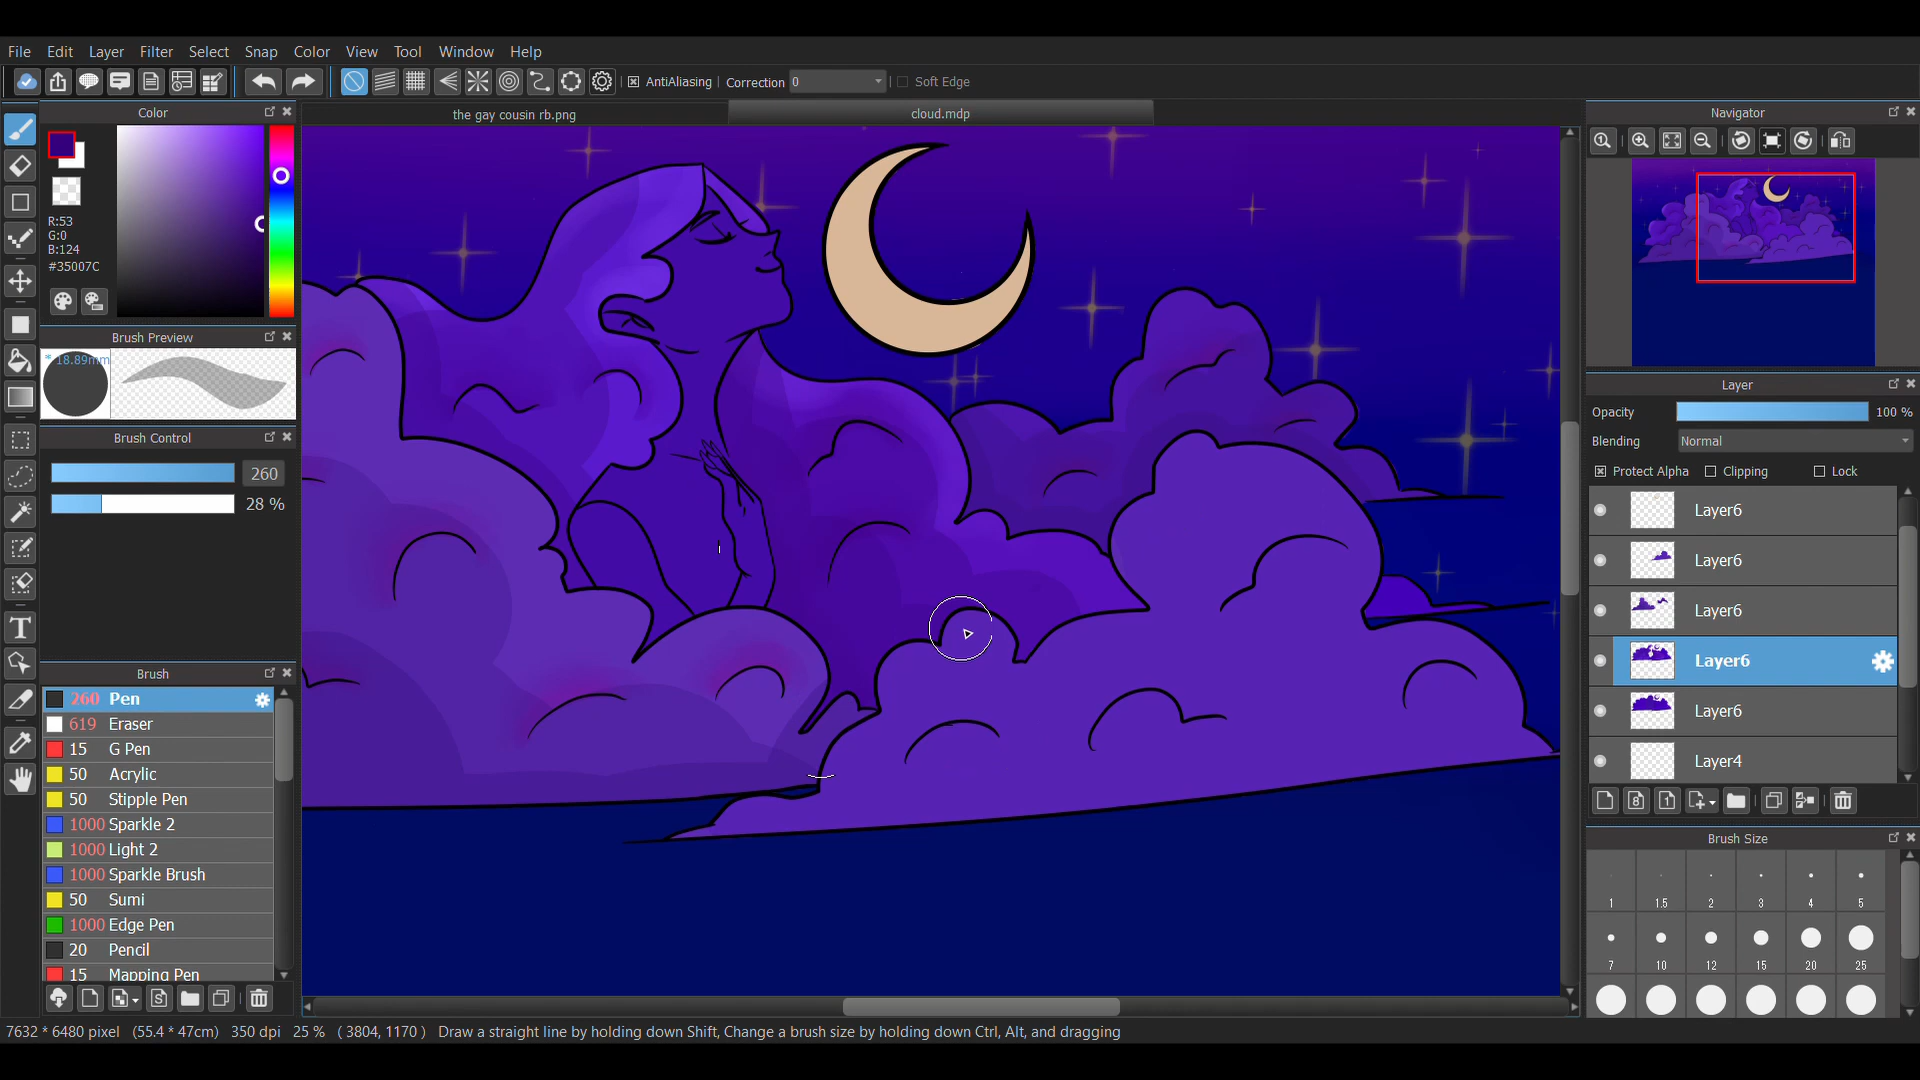 File Edit Layer Filter Select Snap Color View Tool Window Help
AntiAliasing Correction 0 Soft Edge
Color
the gay cousin rb.png
cloud.mdp
Navigator
R:53
G:0
B:124
#35007C
Brush Preview
* 18.89mm
Brush Control
260
28 %
Layer
Opacity 100 %
Blending Normal
Protect Alpha Clipping Lock
Layer6
Layer6
Layer6
Layer6
Layer6
Layer4
Brush
260 Pen
619 Eraser
15 G Pen
50 Acrylic
50 Stipple Pen
1000 Sparkle 2
1000 Light 2
1000 Sparkle Brush
50 Sumi
1000 Edge Pen
20 Pencil
15 Mapping Pen
Brush Size
1 1.5 2 3 4 5
7 10 12 15 20 25
7632 * 6480 pixel (55.4 * 47cm) 350 dpi 25 % ( 3804, 1170 ) Draw a straight line by holding down Shift, Change a brush size by holding down Ctrl, Alt, and dragging